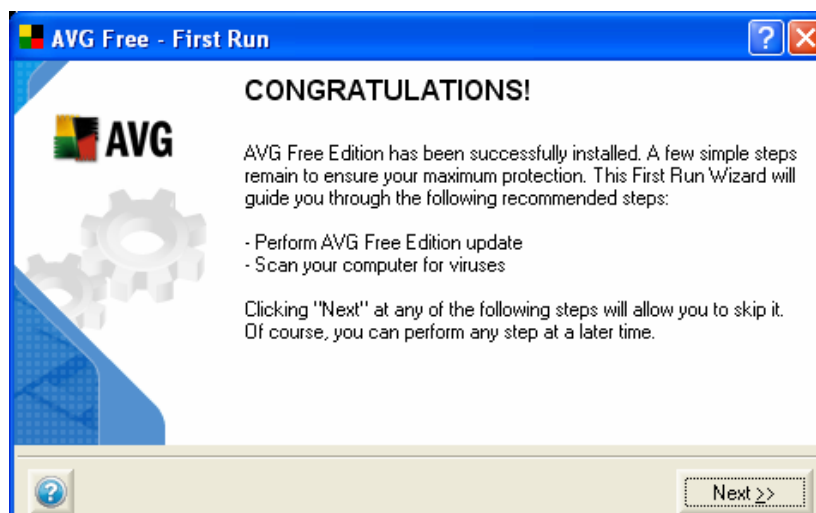 AVG Free - First Run
?
CONGRATULATIONS!
AVG
AVG Free Edition has been successfully installed. A few simple steps
remain to ensure your maximum protection. This First Run Wizard will
guide you through the following recommended steps:
- Perform AVG Free Edition update
- Scan your computer for viruses
Clicking "Next" at any of the following steps will allow you to skip it.
Of course, you can perform any step at a later time.
?
Next >>